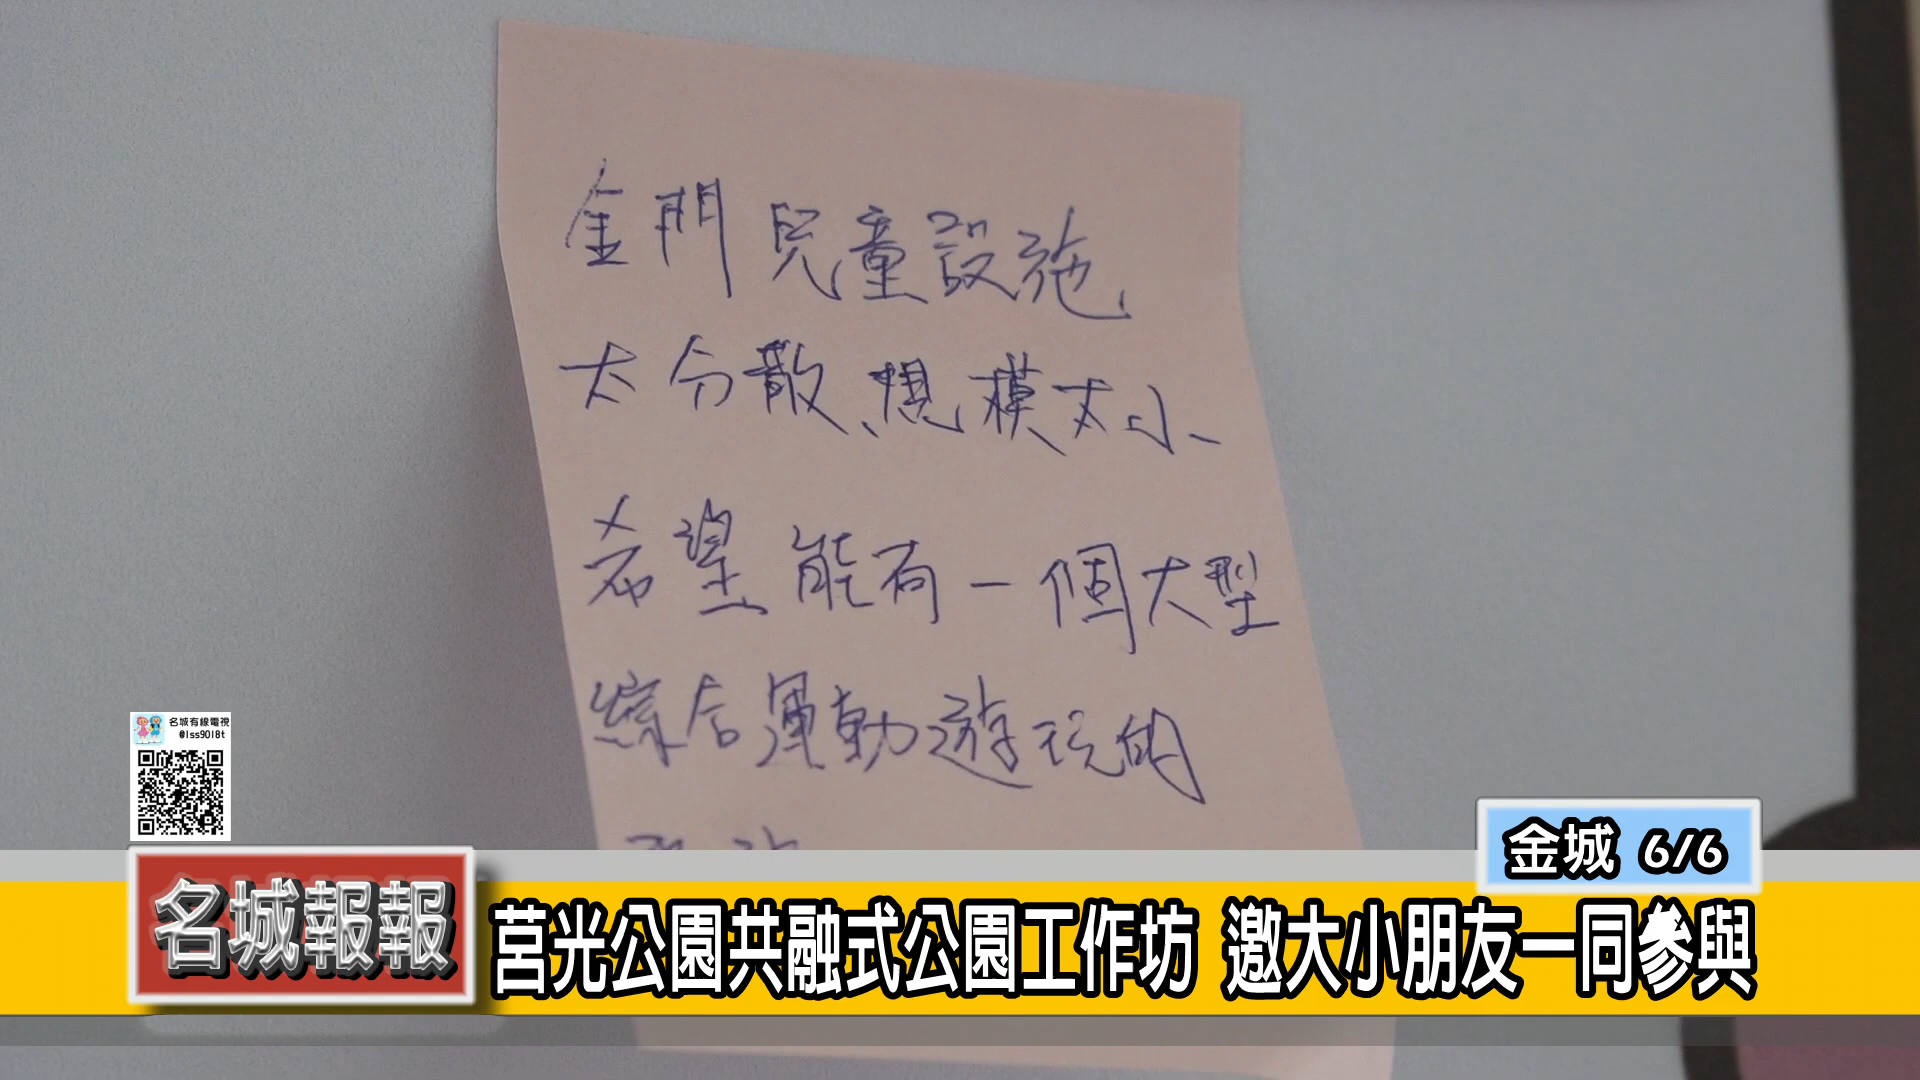 金門兒童設施
太分散、規模太小、
希望能有一個大型
綜合運動遊玩的
名城有線電視
@lss9018t
金城 6/6
名城報報
莒光公園共融式公園工作坊 邀大小朋友一同參與